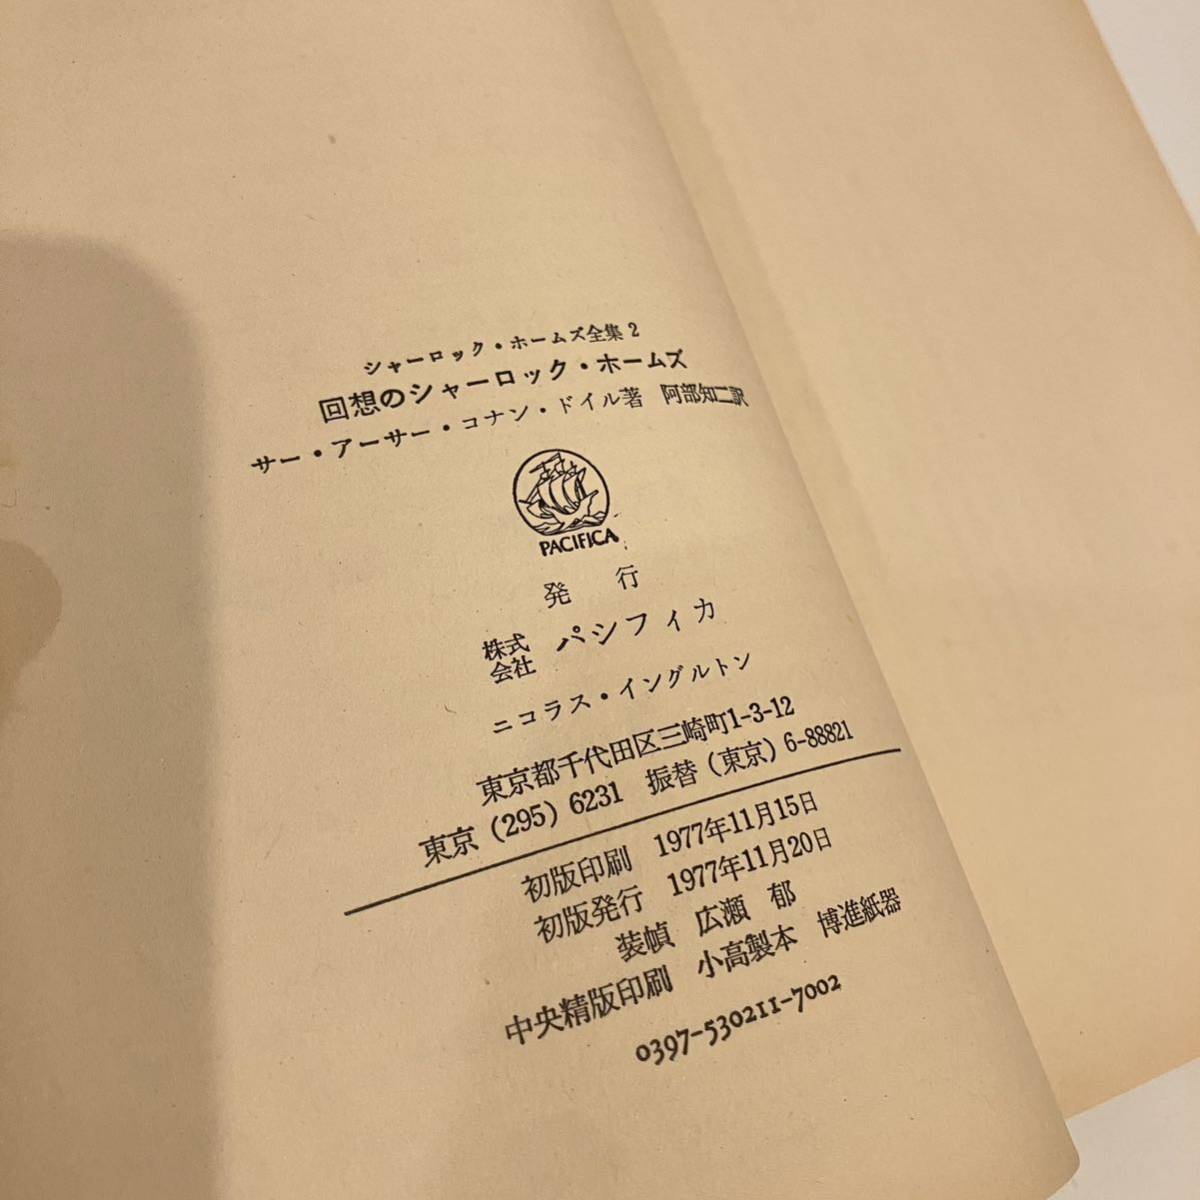 シャーロック・ホームズ全集 2
回想のシャーロック・ホームズ
サー・アーサー・コナン・ドイル著 阿部知二訳
PACIFICA
発行
株式会社 パシフィカ
ニコラス・イングルトン
東京都千代田区三崎町1-3-12
東京 (295) 6231 振替 (東京) 6-88821
初版印刷 1977年11月15日
初版発行 1977年11月20日
装幀 広瀬 郁
中央精版印刷 小高製本 博進紙器
0397-530211-7002